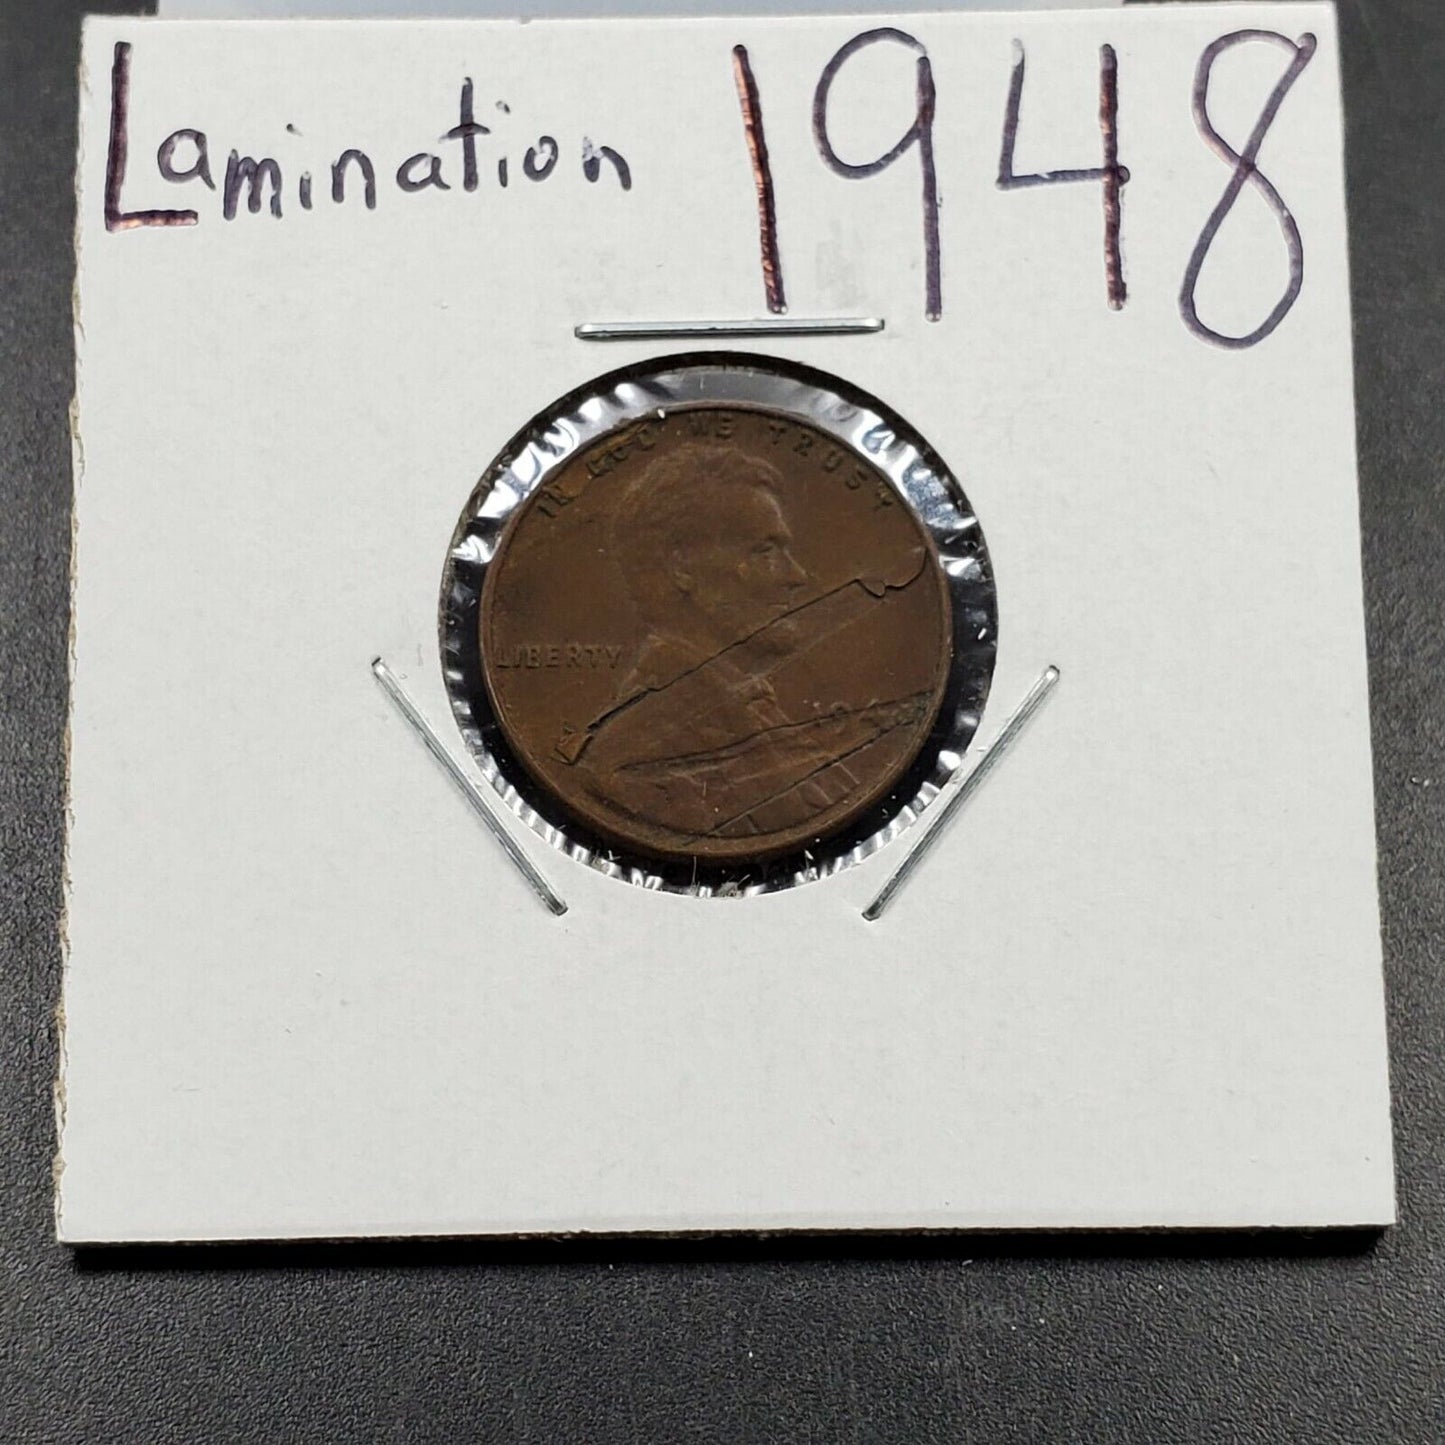 Lamination 1948
IN GOD WE TRUST
LIBERTY